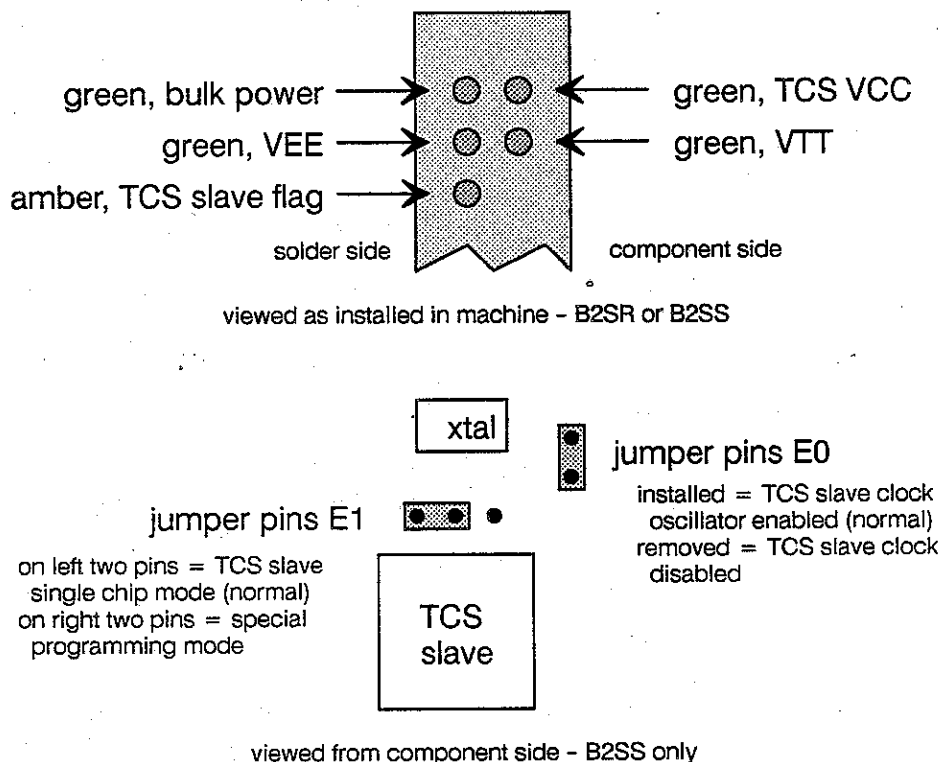 green, bulk power
green, TCS VCC
green, VEE
green, VTT
amber, TCS slave flag
solder side
component side
viewed as installed in machine - B2SR or B2SS
xtal
jumper pins E0
installed = TCS slave clock
oscillator enabled (normal)
removed = TCS slave clock
disabled
jumper pins E1
on left two pins = TCS slave
single chip mode (normal)
on right two pins = special
programming mode
TCS
slave
viewed from component side - B2SS only